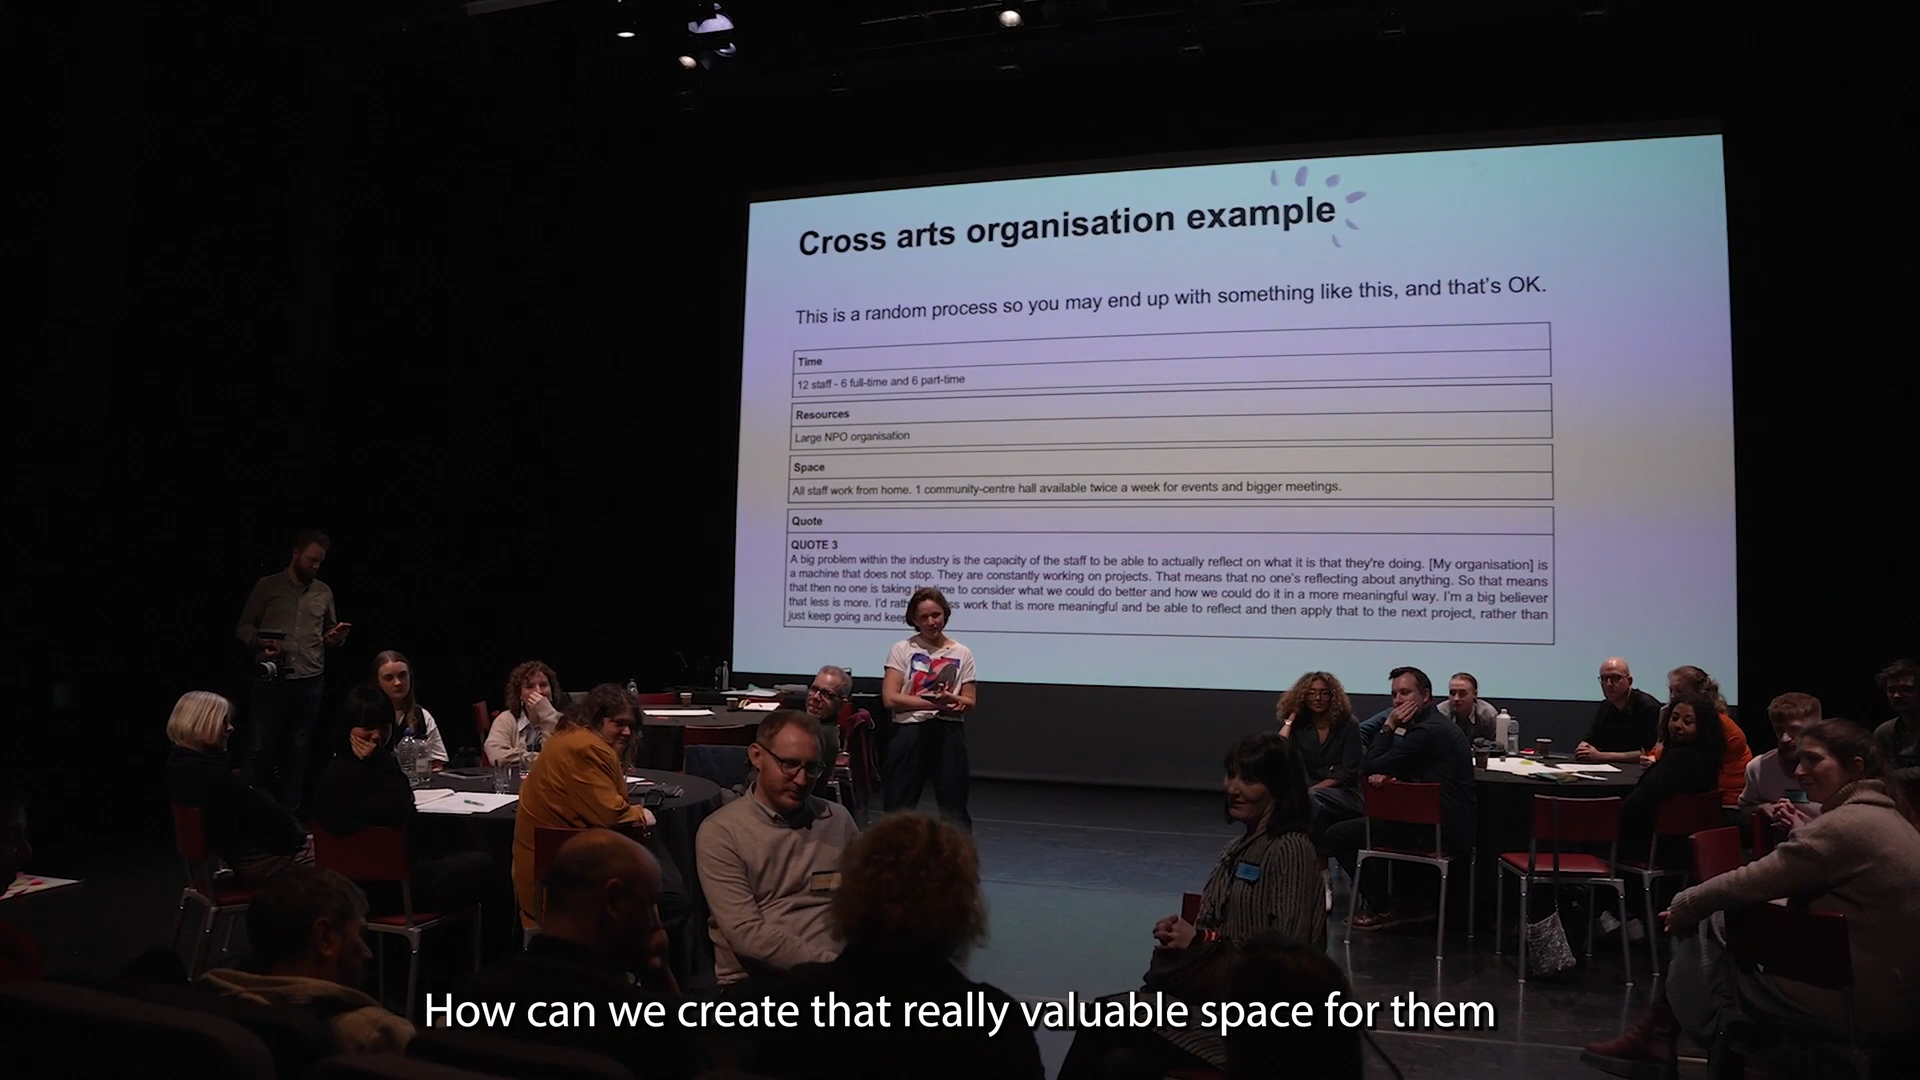 Cross arts organisation example
This is a random process so you may end up with something like this, and that's OK.
Time
12 staff - 6 full-time and 6 part-time
Resources
Large NPO organisation
Space
All staff work from home. 1 community-centre hall available twice a week for events and bigger meetings.
Quote
QUOTE 3
A big problem within the industry is the capacity of the staff to be able to actually reflect on what it is that they're doing. [My organisation] is
a machine that does not stop. They are constantly working on projects. That means that no one's reflecting about anything. So that means
that then no one is taking time to consider what we could do better and how we could do it in a more meaningful way. I'm a big believer
that less is more. I'd work that is more meaningful and be able to reflect and then apply that to the next project, rather than
just keep going and
How can we create that really valuable space for them